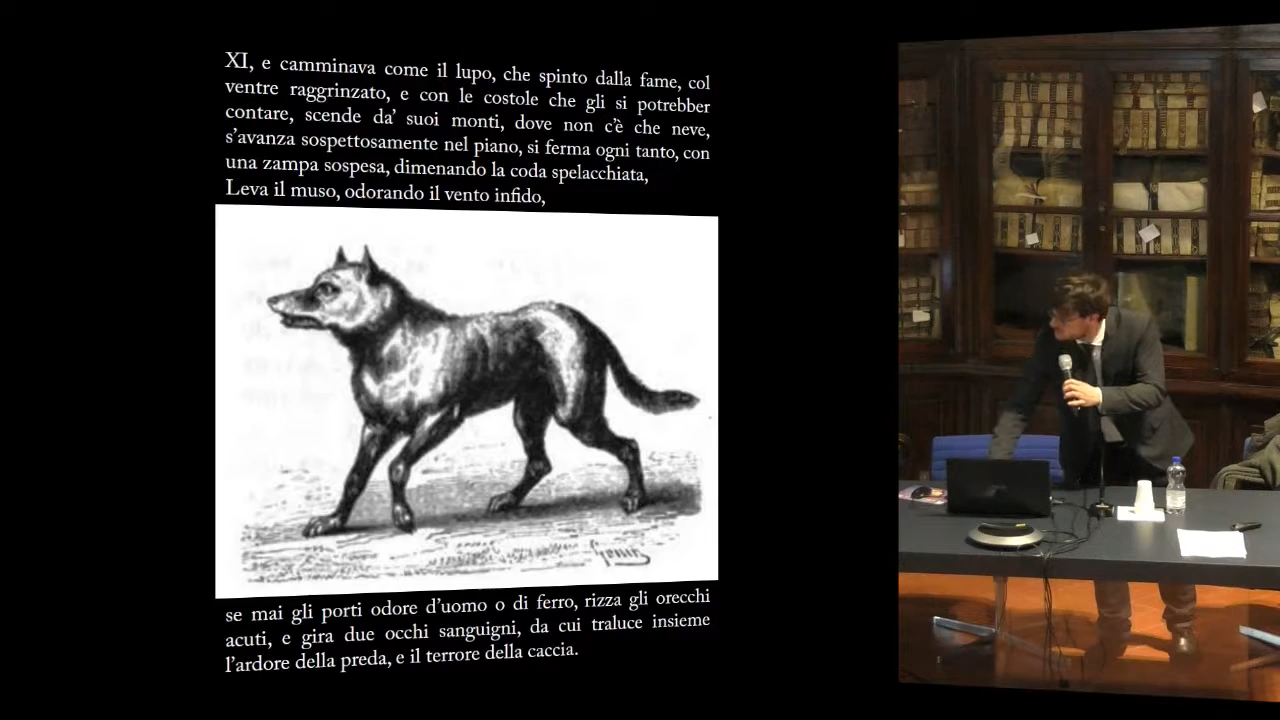 XI, e camminava come il lupo, che spinto dalla fame, col
ventre raggrinzato, e con le costole che gli si potrebber
contare, scende da’ suoi monti, dove non c’è che neve,
s’avanza sospettosamente nel piano, si ferma ogni tanto, con
una zampa sospesa, dimenando la coda spelacchiata,
Leva il muso, odorando il vento infido,
Gonin
se mai gli porti odore d’uomo o di ferro, rizza gli orecchi
acuti, e gira due occhi sanguigni, da cui traluce insieme
l’ardore della preda, e il terrore della caccia.